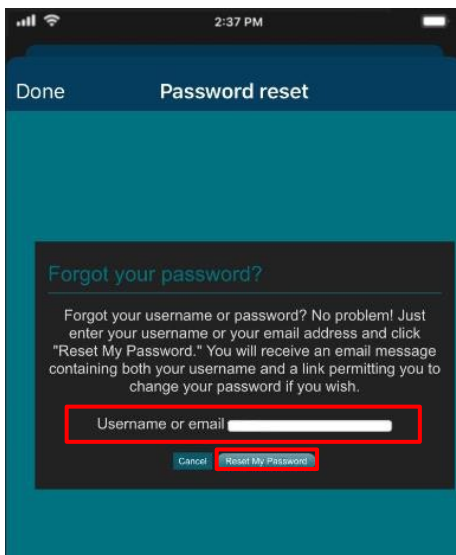 2:37 PM
Done Password reset
Forgot your password?
Forgot your username or password? No problem! Just
enter your username or your email address and click
"Reset My Password." You will receive an email message
containing both your username and a link permitting you to
change your password if you wish.
Username or email
Cancel Reset My Password